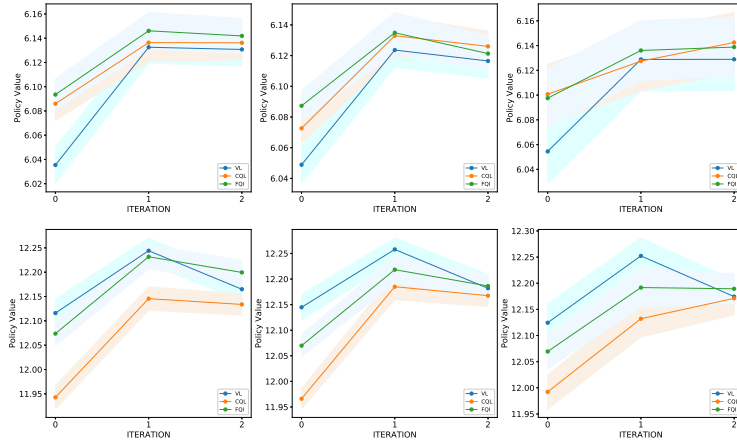 6.16
6.14
6.12
6.10
6.08
6.06
6.04
6.02
Policy Value
0
1
2
ITERATION
VL
CQL
FQI
6.14
6.12
6.10
6.08
6.06
6.04
Policy Value
0
1
2
ITERATION
VL
CQL
FQI
6.16
6.14
6.12
6.10
6.08
6.06
6.04
Policy Value
0
1
2
ITERATION
VL
CQL
FQI
12.25
12.20
12.15
12.10
12.05
12.00
11.95
Policy Value
0
1
2
ITERATION
VL
CQL
FQI
12.25
12.20
12.15
12.10
12.05
12.00
11.95
Policy Value
0
1
2
ITERATION
VL
CQL
FQI
12.30
12.25
12.20
12.15
12.10
12.05
12.00
11.95
Policy Value
0
1
2
ITERATION
VL
CQL
FQI